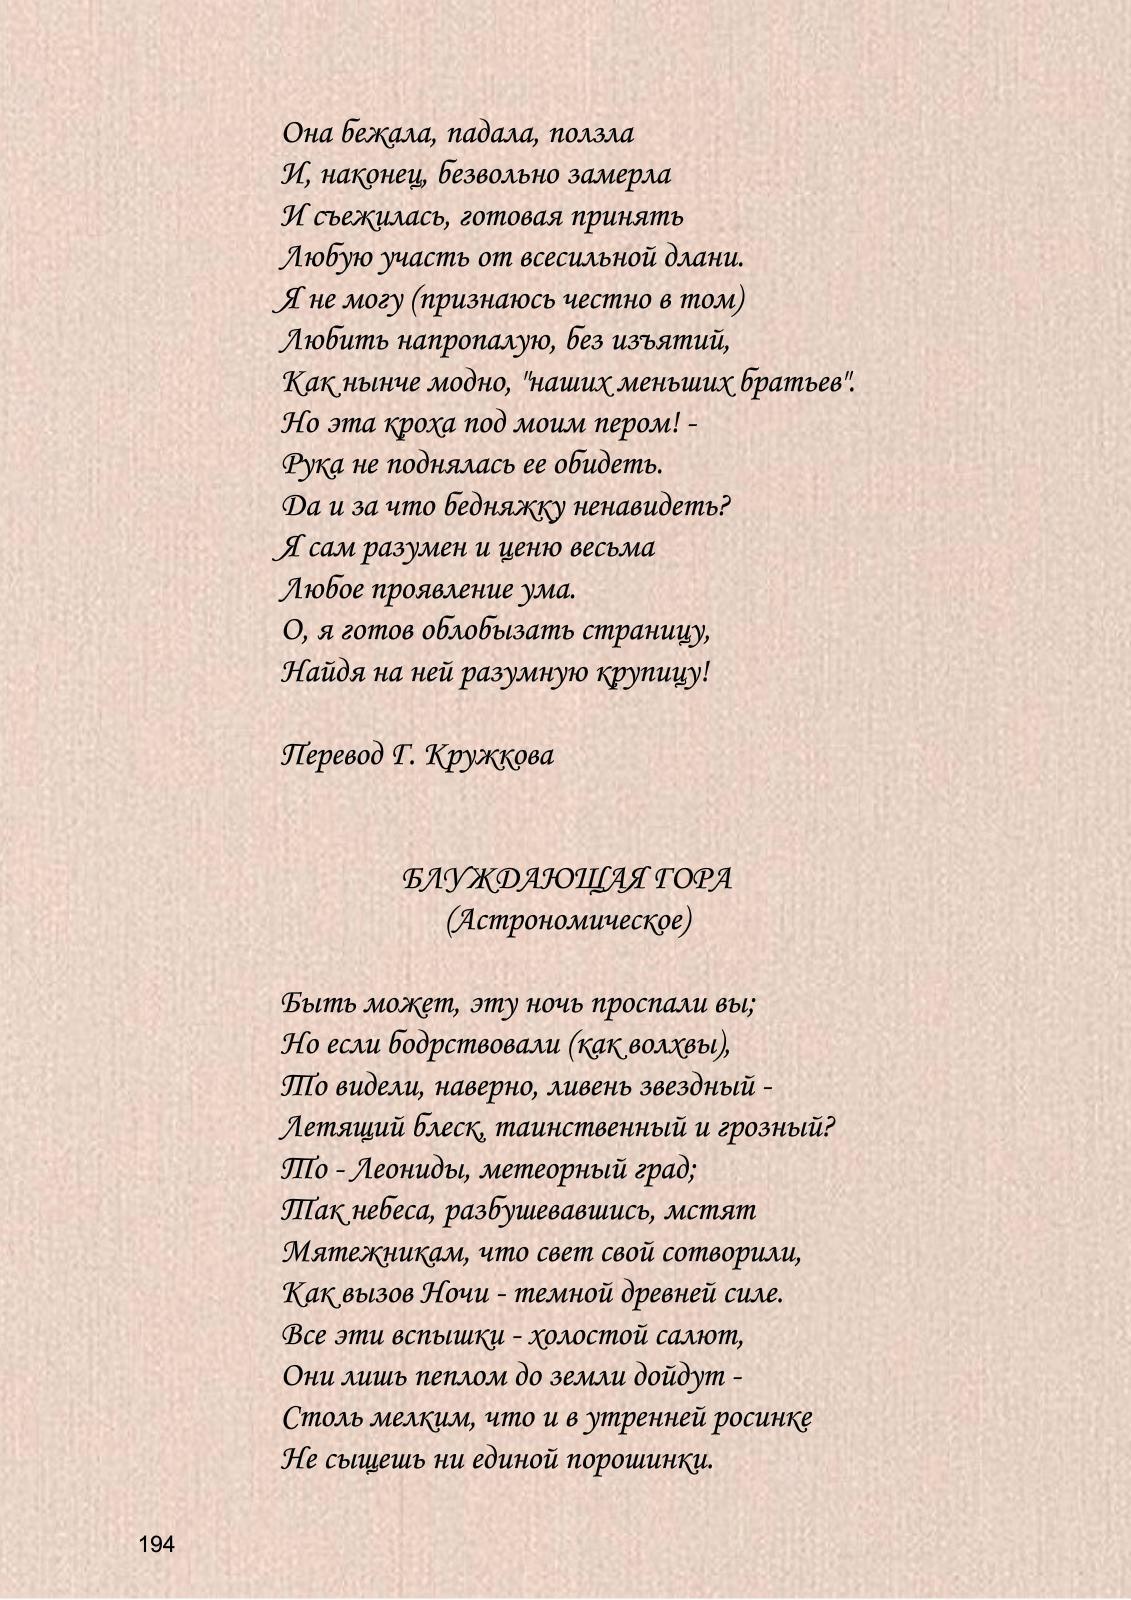 Она бежала, падала, ползла
И, наконец, безвольно замерла
И съежилась, готовая принять
Любую участь от всесильной длани.
Я не могу (признаюсь честно в том)
Любить напропалую, без изъятий,
Как нынче модно, "наших меньших братьев".
Но эта кроха под моим пером! -
Рука не поднялась ее обидеть.
Да и за что бедняжку ненавидеть?
Я сам разумен и ценю весьма
Любое проявление ума.
О, я готов облобызать страницу,
Найдя на ней разумную крупицу!
Перевод Г. Кружкова
БЛУЖДАЮЩАЯ ГОРА
(Астрономическое)
Быть может, эту ночь проспали вы;
Но если бодрствовали (как волхвы),
То видели, наверно, ливень звездный -
Летящий блеск, таинственный и грозный?
То - Леониды, метеорный град;
Так небеса, разбушевавшись, мстят
Мятежникам, что свет свой сотворили,
Как вызов Ночи - темной древней силе.
Все эти вспышки - холостой салют,
Они лишь пеплом до земли дойдут -
Столь мелким, что и в утренней росинке
Не сыщешь ни единой порошинки.
194